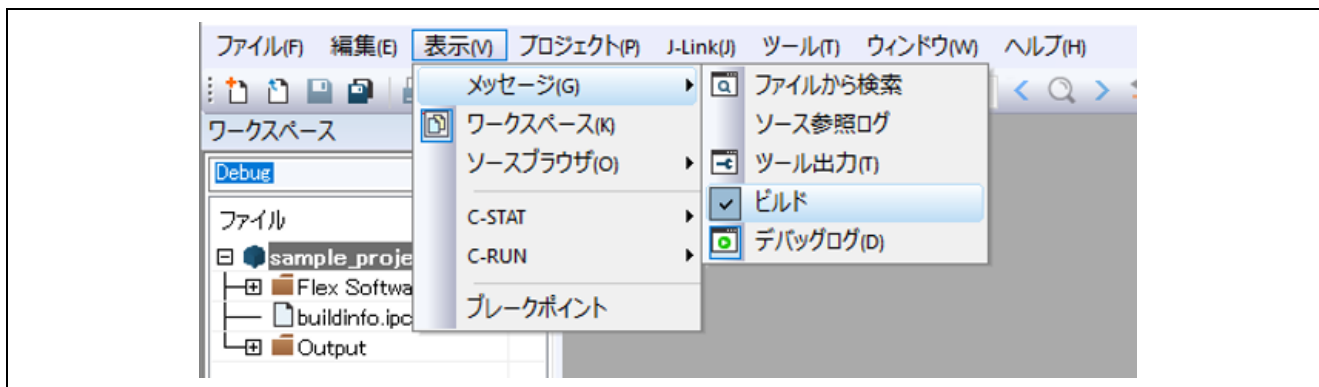 ファイル(F) 編集(E) 表示(V) プロジェクト(P) J-Link(J) ツール(T) ウィンドウ(W) ヘルプ(H)
メッセージ(G)
ワークスペース(K)
ソースブラウザ(O)
C-STAT
C-RUN
ブレークポイント
ファイルから検索
ソース参照ログ
ツール出力(T)
ビルド
デバッグログ(D)
ワークスペース
Debug
ファイル
sample_proje
Flex Softwa
buildinfo.ipc
Output